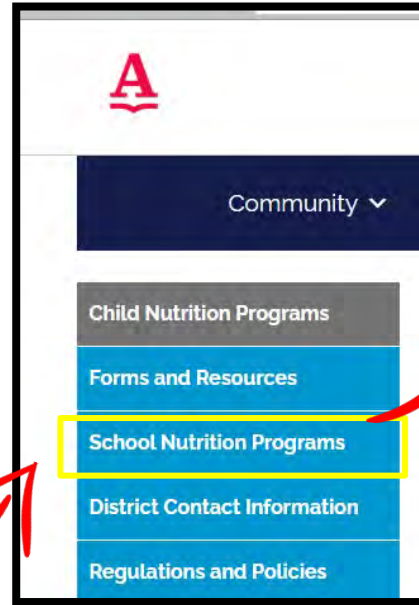 A
Community
Child Nutrition Programs
Forms and Resources
School Nutrition Programs
District Contact Information
Regulations and Policies